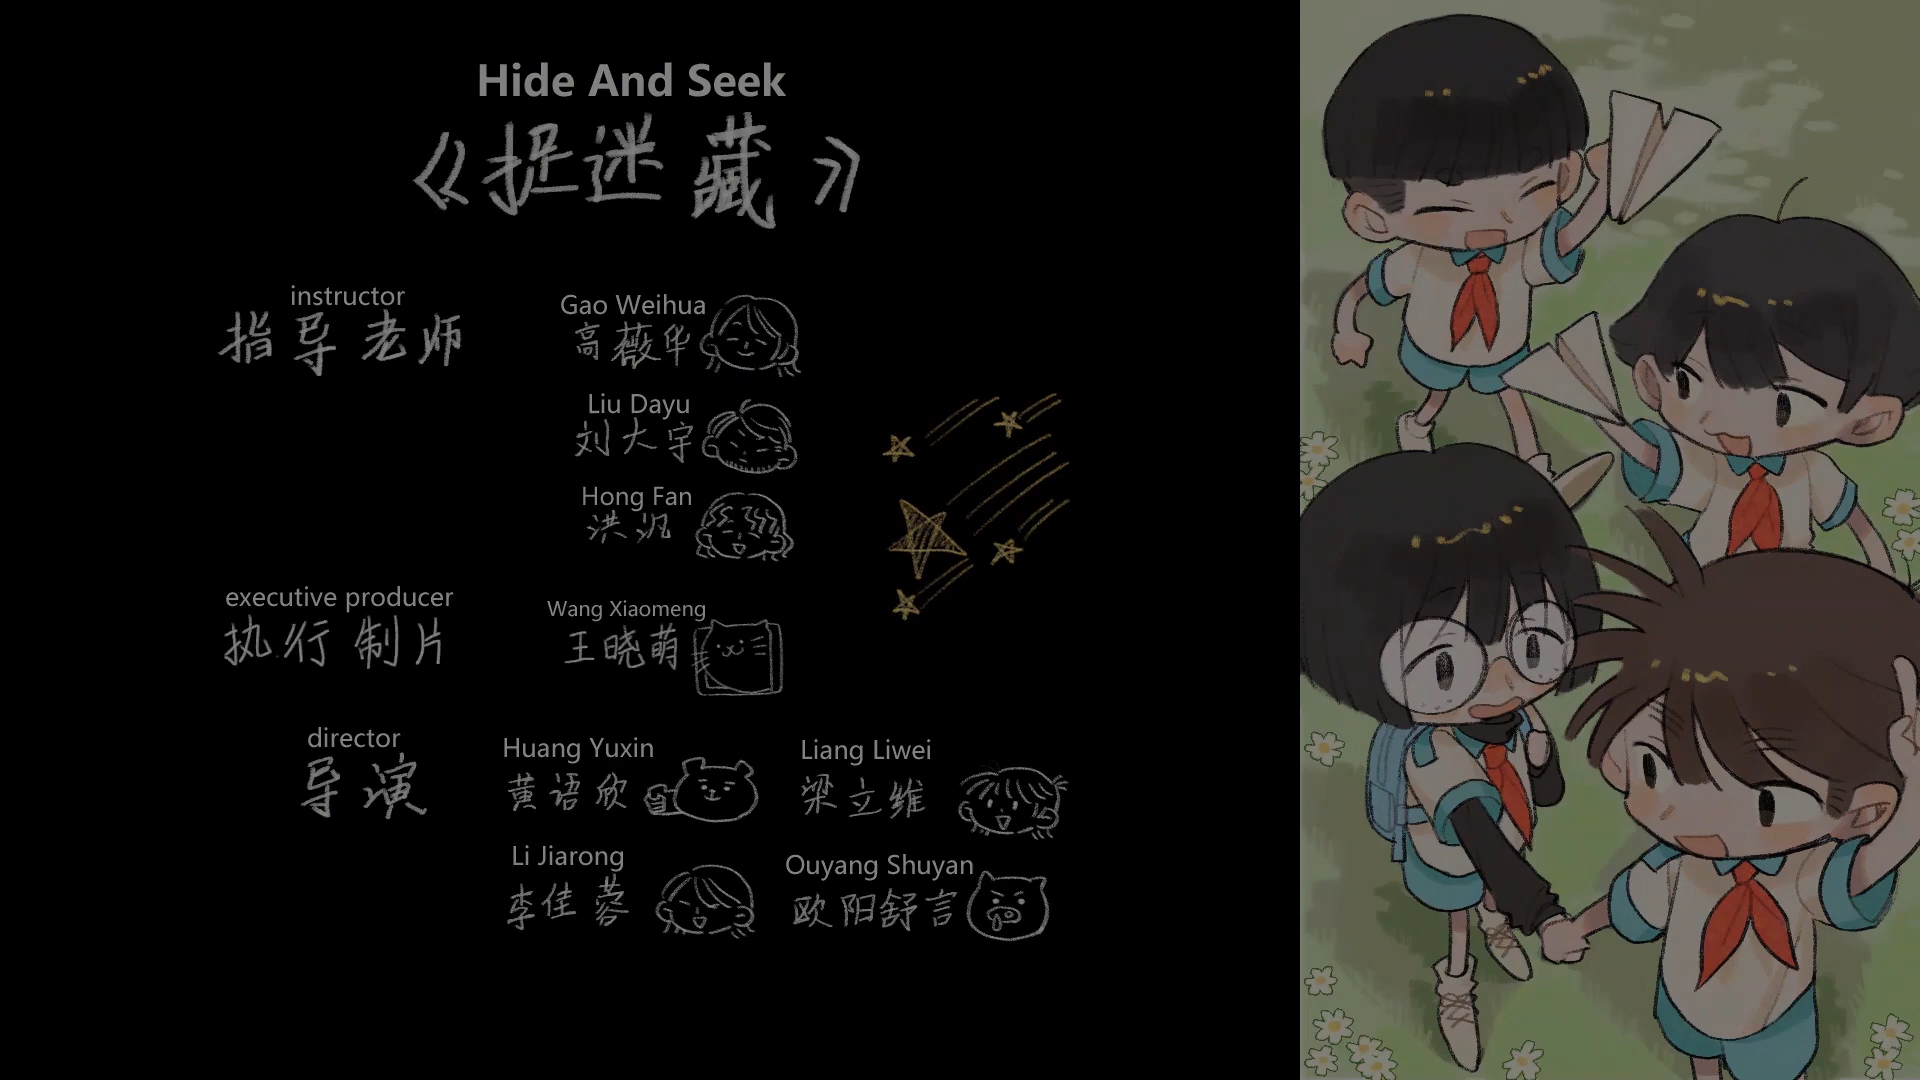 Hide And Seek
《捉迷藏》
instructor
指导老师
Gao Weihua
高薇华
Liu Dayu
刘大宇
Hong Fan
洪汎
executive producer
执行制片
Wang Xiaomeng
王晓萌
director
导演
Huang Yuxin
黄语欣
Liang Liwei
梁立维
Li Jiarong
李佳蓉
Ouyang Shuyan
欧阳舒言